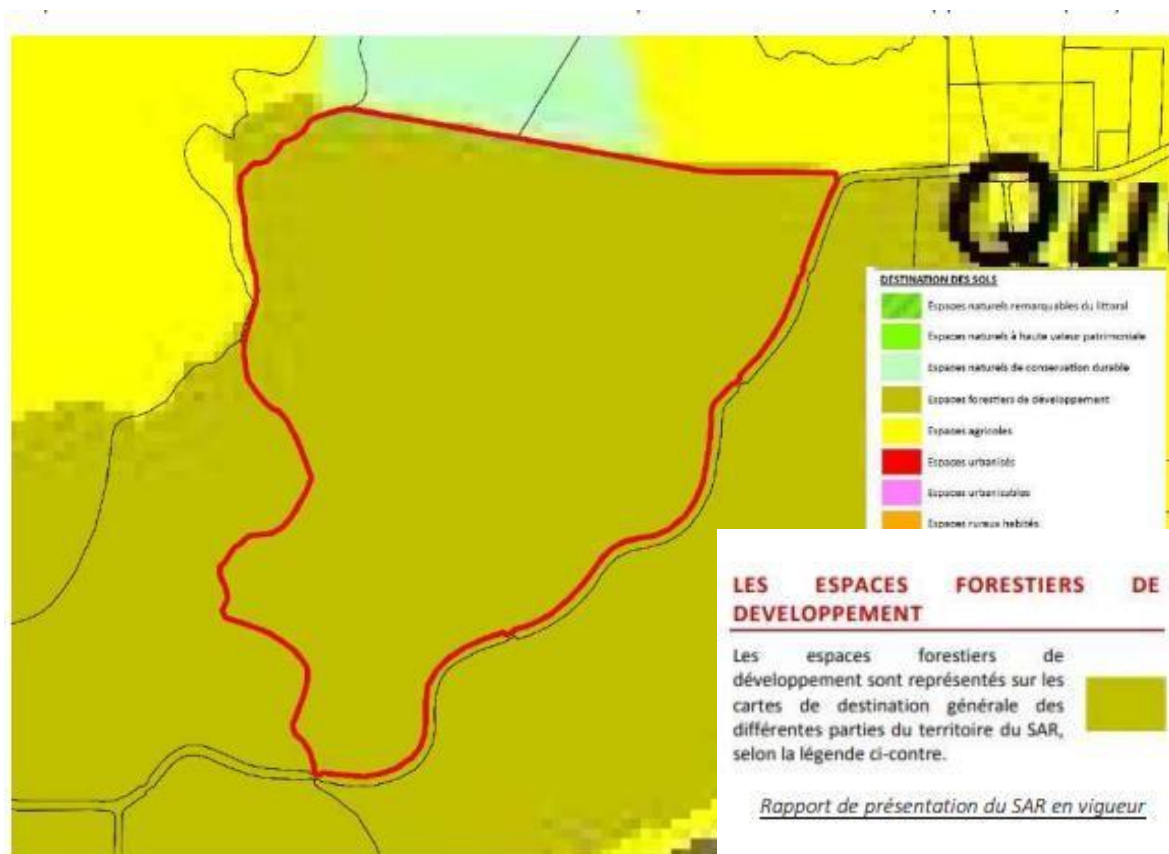 Qu
DESTINATION DES SOLS
Espaces naturels remarquables du littoral
Espaces naturels à haute valeur patrimoniale
Espaces naturels de conservation durable
Espaces forestiers de développement
Espaces agricoles
Espaces urbanisés
Espaces urbanisables
Espaces ruraux habités
LES ESPACES FORESTIERS DE
DEVELOPPEMENT
Les espaces forestiers de
développement sont représentés sur les
cartes de destination générale des
différentes parties du territoire du SAR,
selon la légende ci-contre.
Rapport de présentation du SAR en vigueur